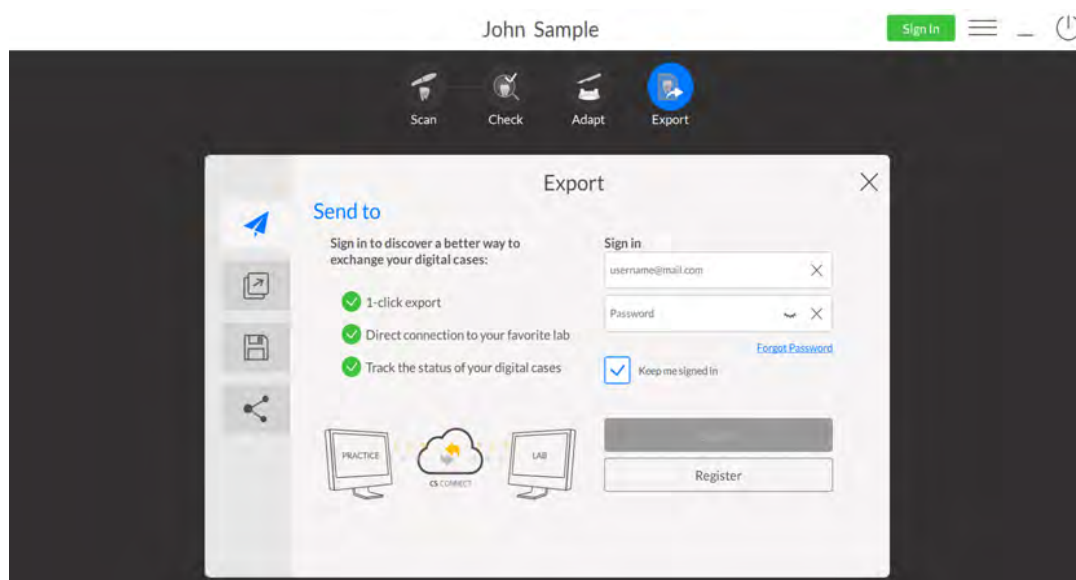 John Sample
Sign In
Scan
Check
Adapt
Export
Export
Send to
Sign in to discover a better way to
exchange your digital cases:
1-click export
Direct connection to your favorite lab
Track the status of your digital cases
PRACTICE
CS CONNECT
LAB
Sign in
username@mail.com
Password
Forgot Password
Keep me signed in
Register